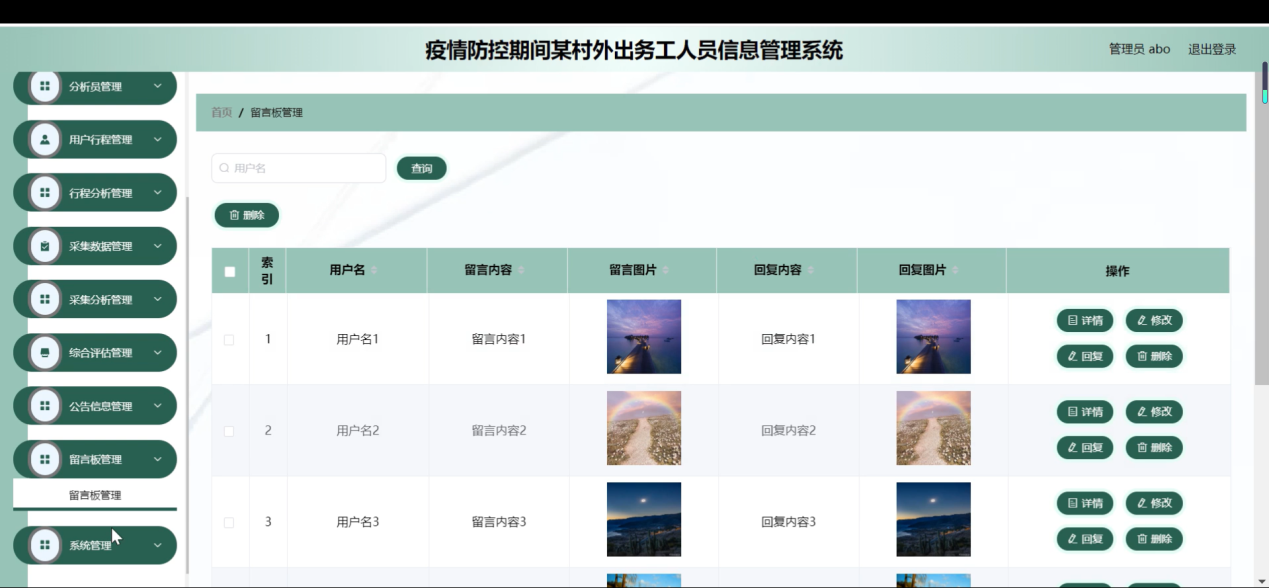 疫情防控期间某村外出务工人员信息管理系统
管理员 abo 退出登录
分析员管理
用户行程管理
行程分析管理
采集数据管理
采集分析管理
综合评估管理
公告信息管理
留言板管理
留言板管理
系统管理
首页 / 留言板管理
用户名 查询
删除
索引 用户名 留言内容 留言图片 回复内容 回复图片 操作
1 用户名1 留言内容1 回复内容1 详情 修改
回复 删除
2 用户名2 留言内容2 回复内容2 详情 修改
回复 删除
3 用户名3 留言内容3 回复内容3 详情 修改
回复 删除